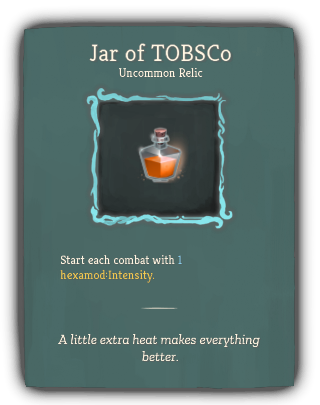 Jar of TOBSCo
Uncommon Relic
Start each combat with 1
hexamod:Intensity.
A little extra heat makes everything
better.